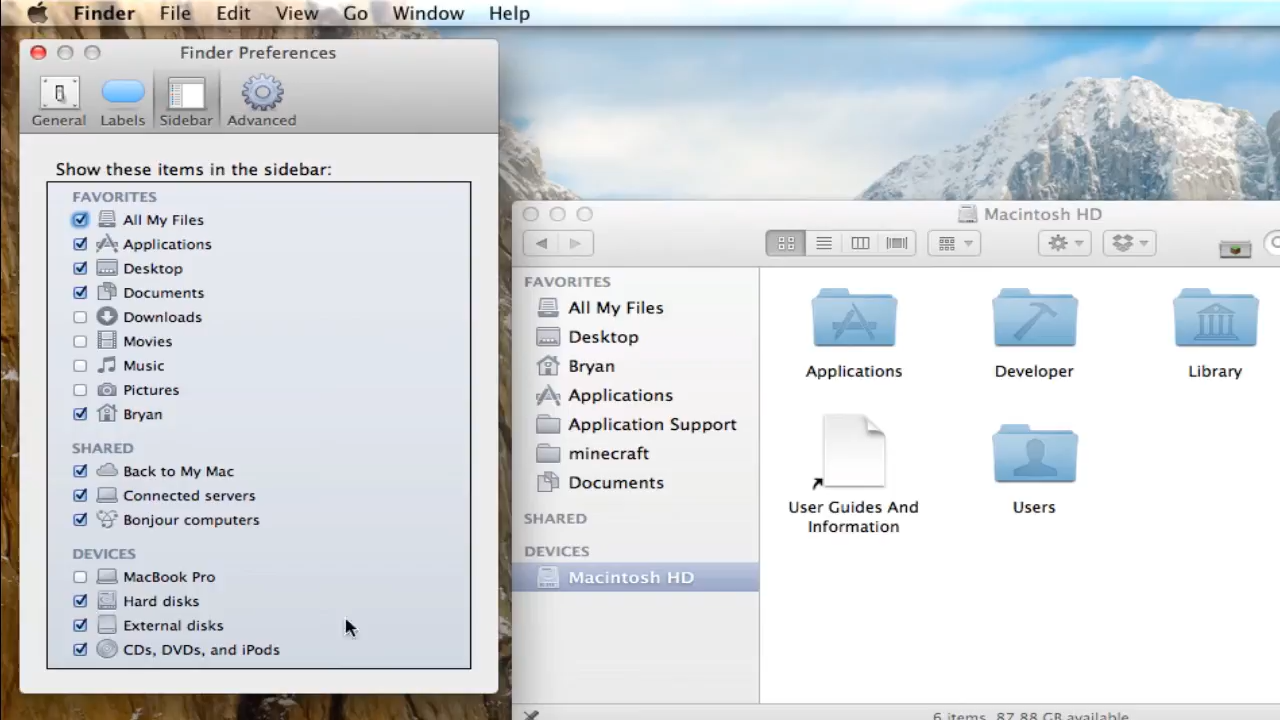 Finder File Edit View Go Window Help
Finder Preferences
General Labels Sidebar Advanced
Show these items in the sidebar:
FAVORITES
All My Files
Applications
Desktop
Documents
Downloads
Movies
Music
Pictures
Bryan
SHARED
Back to My Mac
Connected servers
Bonjour computers
DEVICES
MacBook Pro
Hard disks
External disks
CDs, DVDs, and iPods
Macintosh HD
FAVORITES
All My Files
Desktop
Bryan
Applications
Application Support
minecraft
Documents
SHARED
DEVICES
Macintosh HD
Applications
Developer
Library
User Guides And
Information
Users
6 items, 87.88 GB available